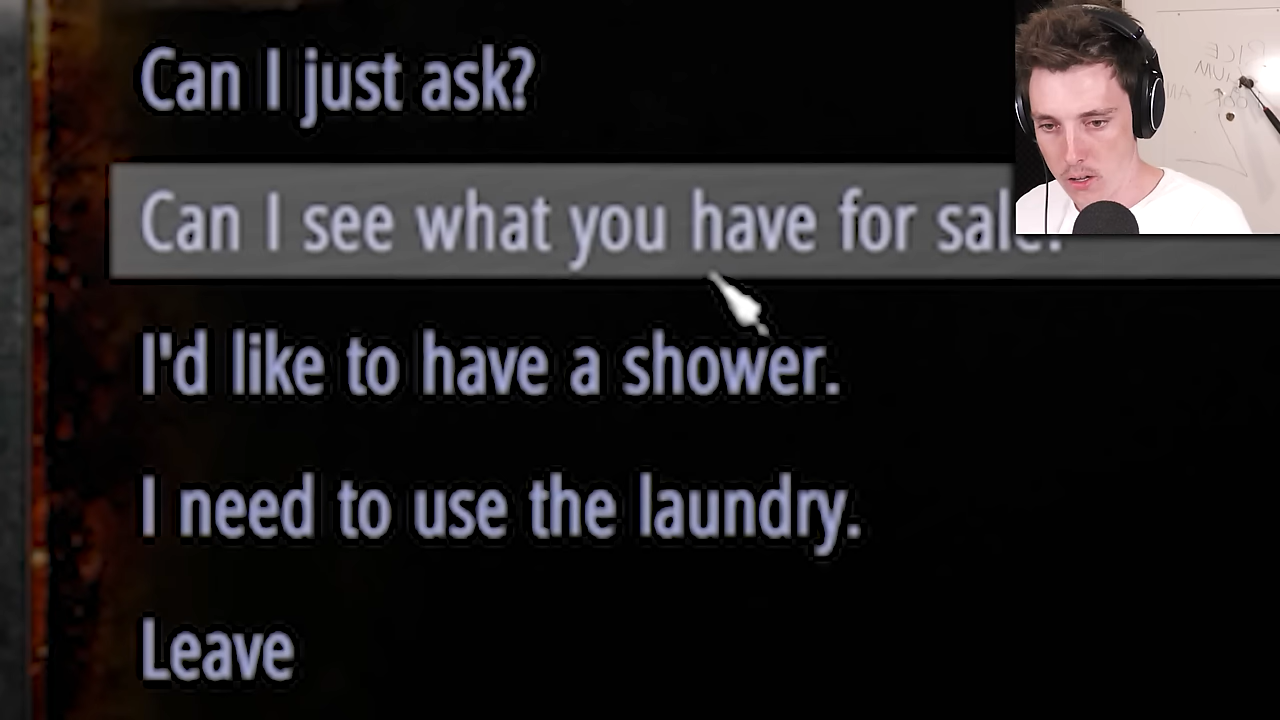 Can I just ask?
Can I see what you have for sale?
I'd like to have a shower.
I need to use the laundry.
Leave